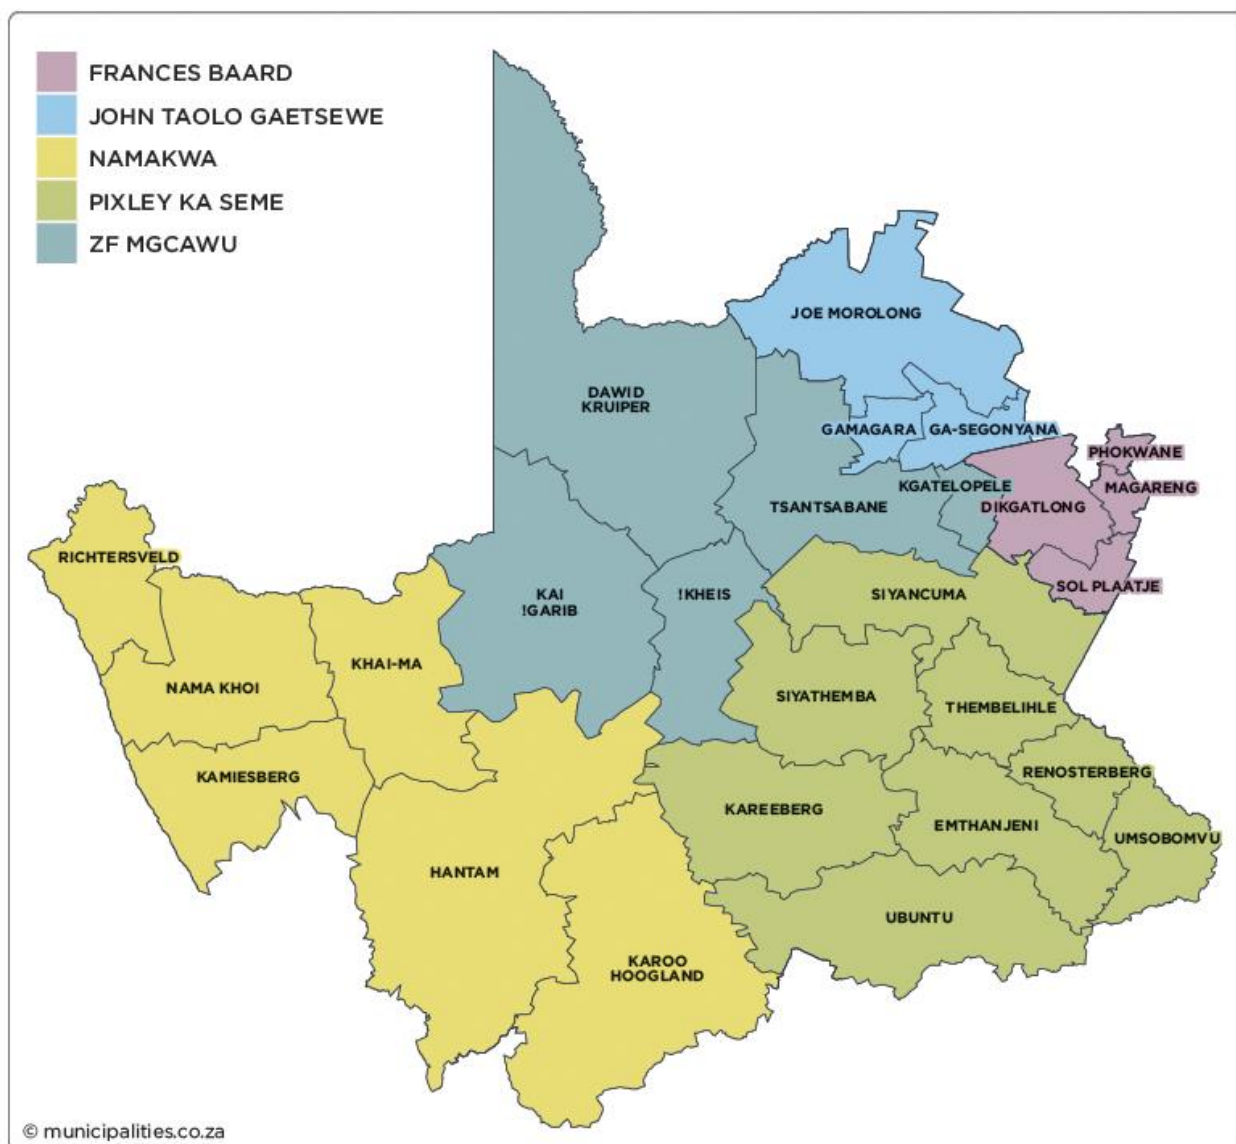 FRANCES BAARD
JOHN TAOLO GAETSEWE
NAMAKWA
PIXLEY KA SEME
ZF MGCAWU
JOE MOROLONG
DAWID
KRUIPER
GAMAGARA
GA-SEGONYANA
PHOKWANE
KGATELOPELE
MAGARENG
TSANTSABANE
DIKGATLONG
RICHTERSVELD
SOL PLAATJE
KAI
!GARIB
!KHEIS
SIYANCUMA
KHAI-MA
NAMA KHOI
SIYATHEMBA
THEMBELIHLE
KAMIESBERG
RENOSTERBERG
KAREEBERG
EMTHANJENI
UMSOBOMVU
HANTAM
UBUNTU
KAROO
HOOGLAND
© municipalities.co.za